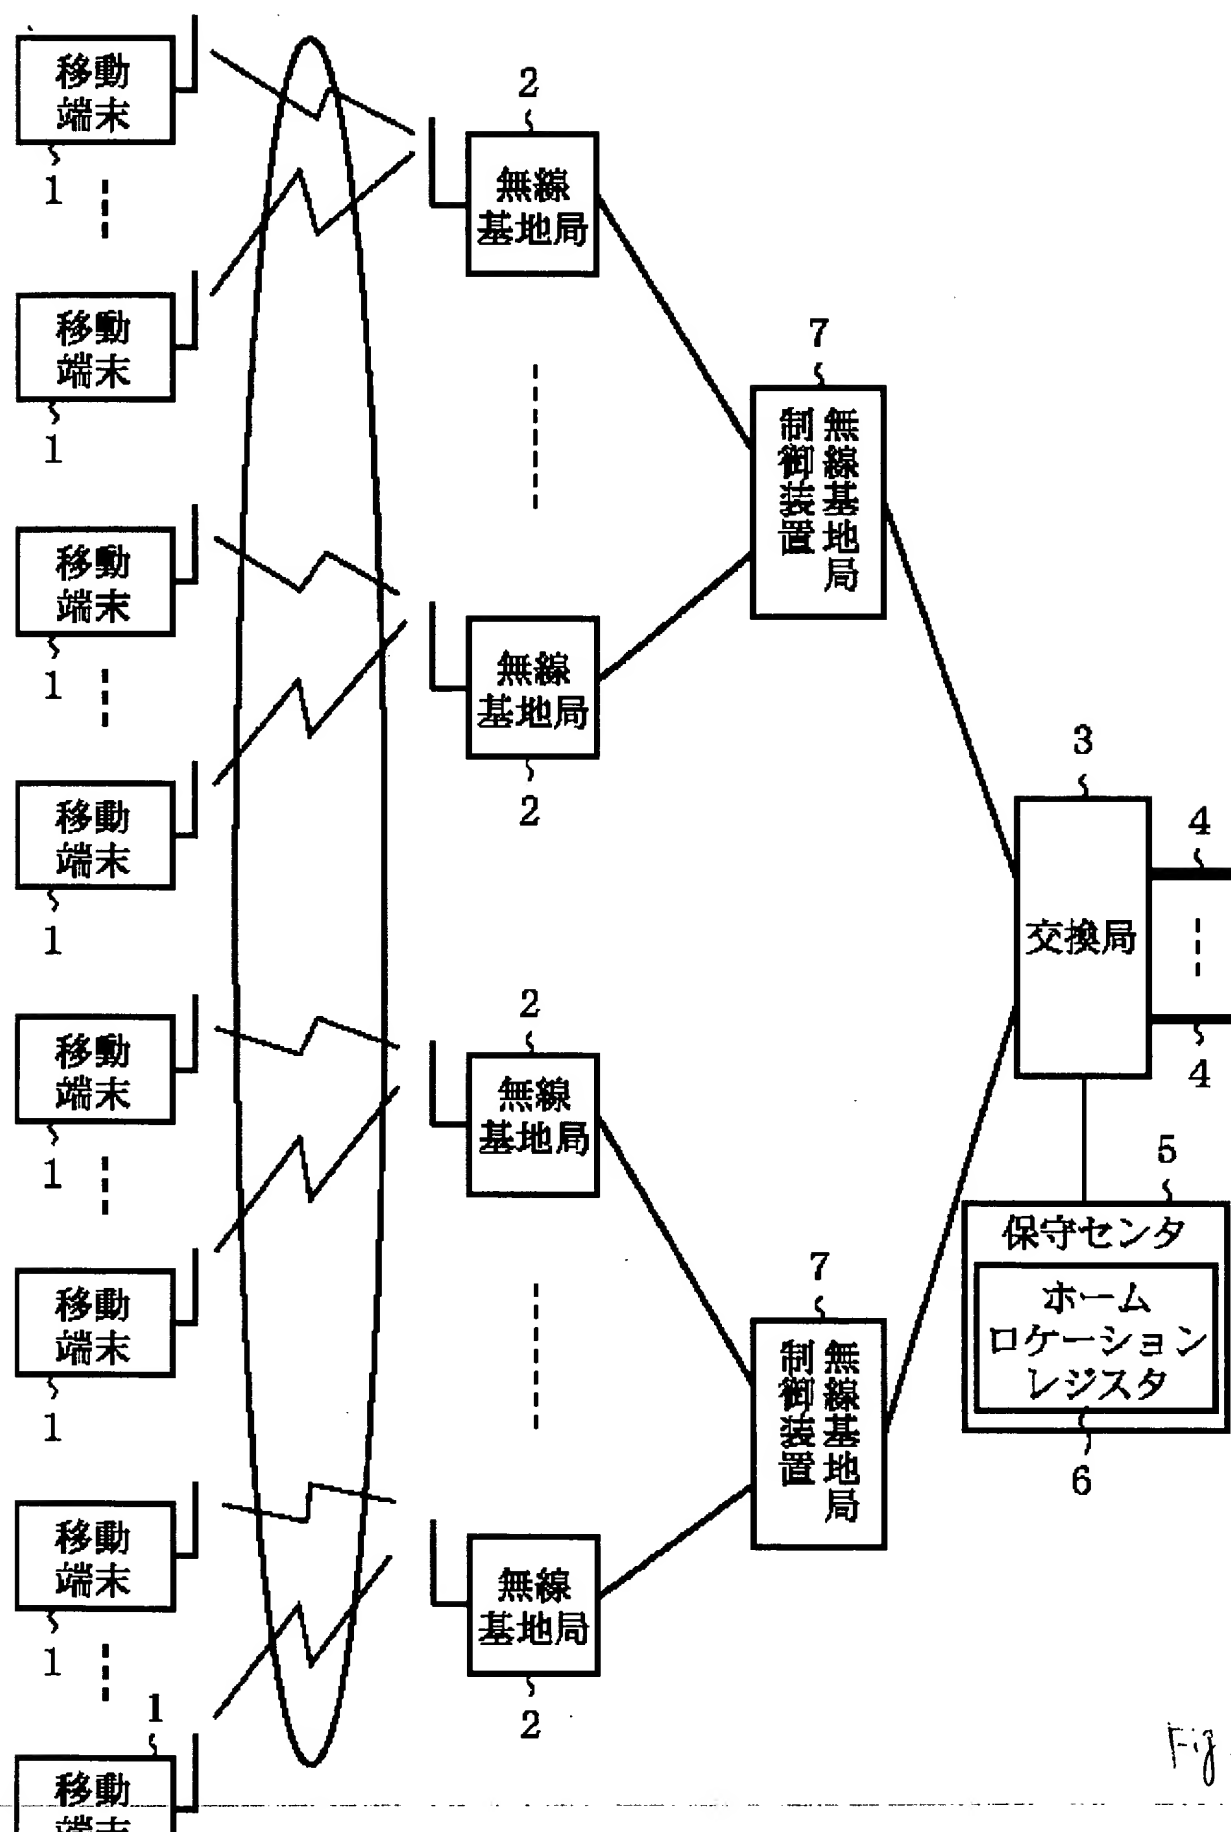 移動
端末
1
移動
端末
1
移動
端末
1
移動
端末
1
移動
端末
1
移動
端末
1
移動
端末
1
1
移動
端末
2
無線
基地局
無線
基地局
2
2
無線
基地局
無線
基地局
2
7
無線基地局
制御装置
7
無線基地局
制御装置
3
交換局
4
4
5
保守センタ
ホーム
ロケーション
レジスタ
6
Fig